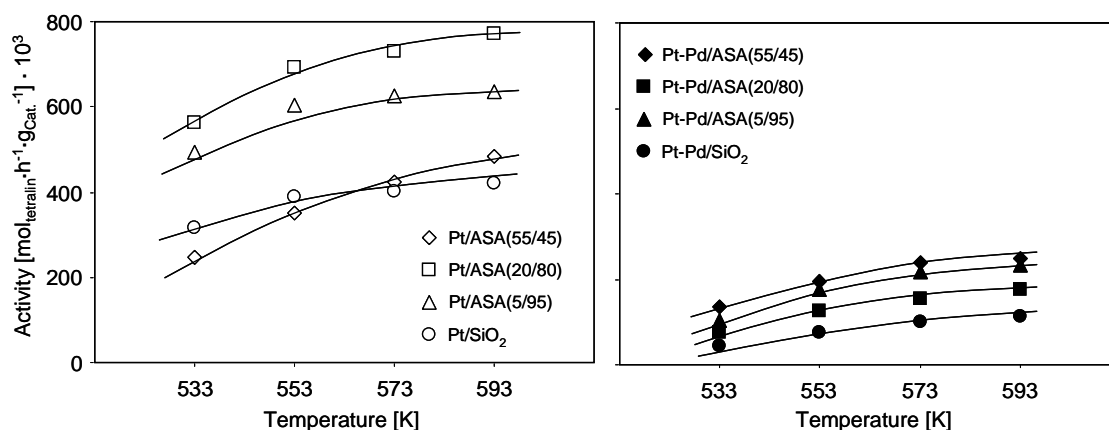 Activity [mol_tetralin·h⁻¹·g_Cat.⁻¹] · 10³
800
600
400
200
0
◇ Pt/ASA(55/45)
□ Pt/ASA(20/80)
△ Pt/ASA(5/95)
○ Pt/SiO₂
533 553 573 593
Temperature [K]
◆ Pt-Pd/ASA(55/45)
■ Pt-Pd/ASA(20/80)
▲ Pt-Pd/ASA(5/95)
● Pt-Pd/SiO₂
533 553 573 593
Temperature [K]